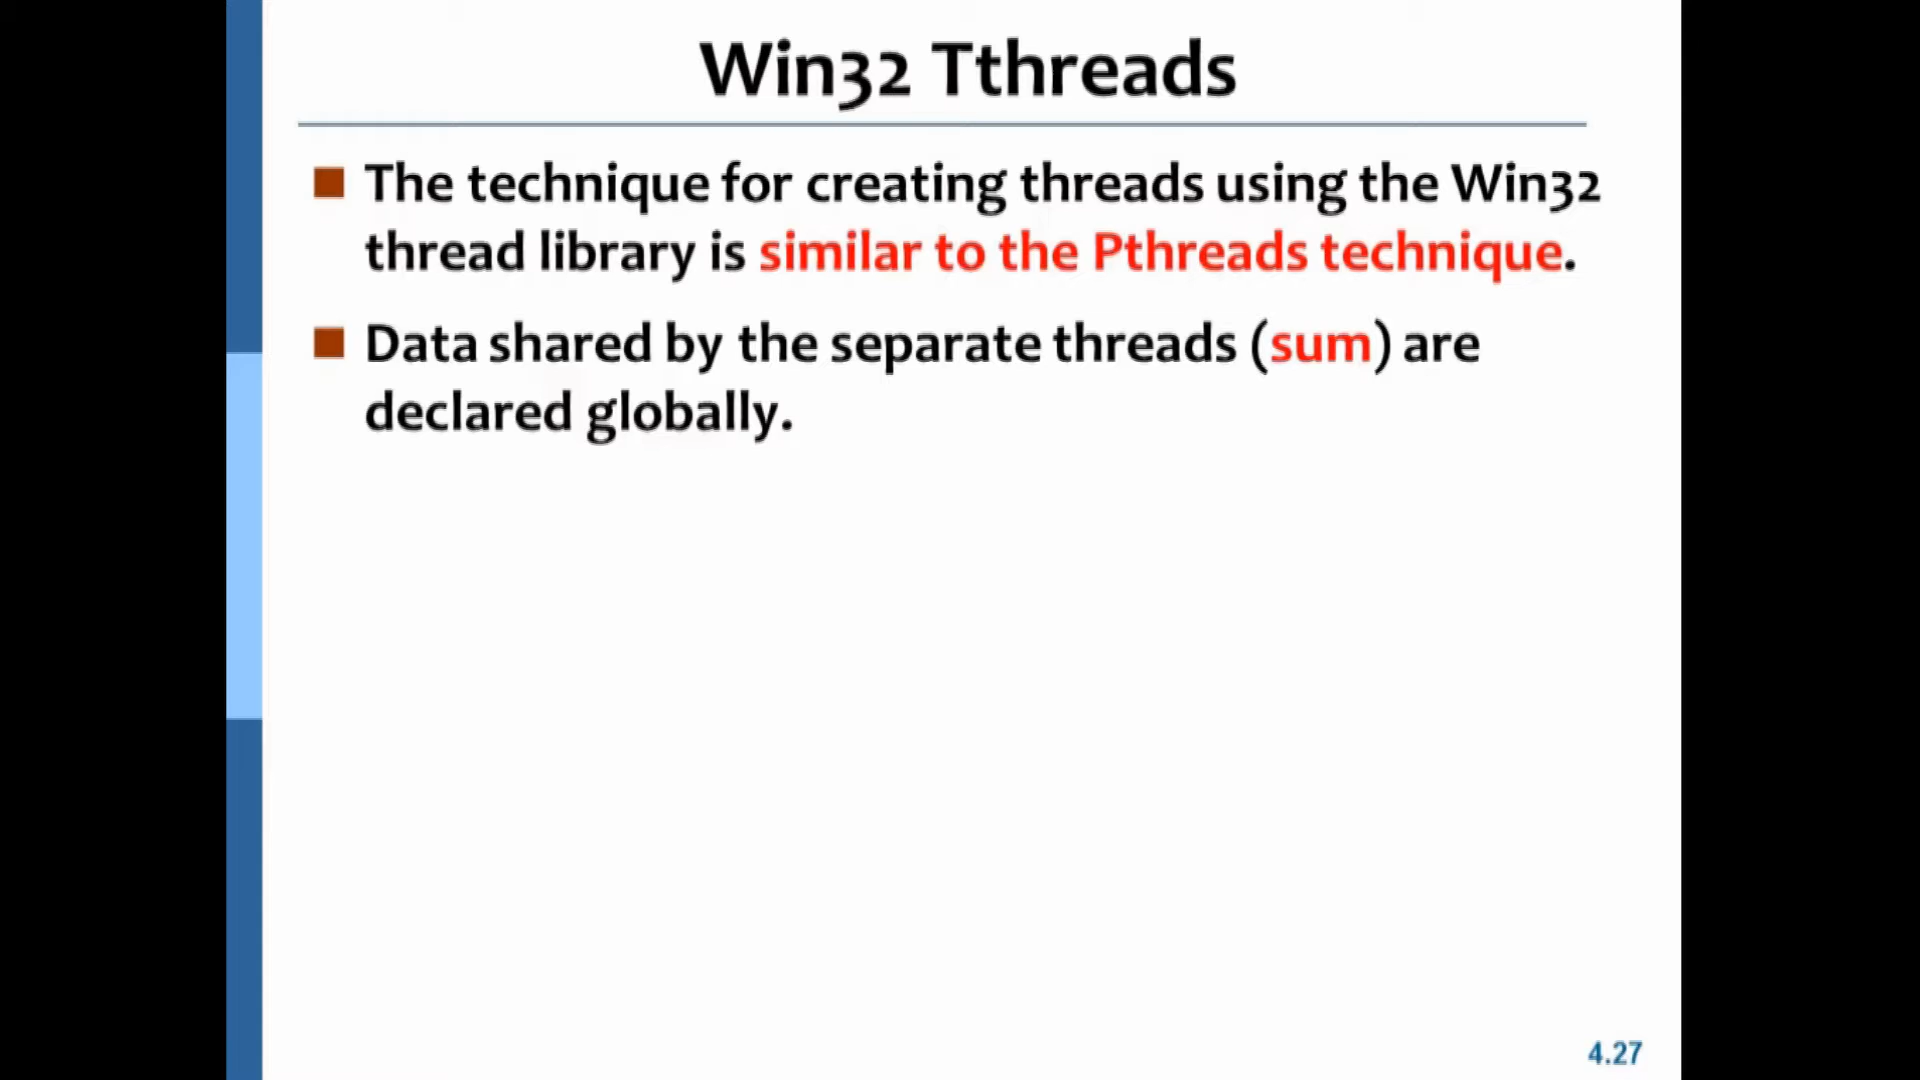 Win32 Tthreads
The technique for creating threads using the Win32
thread library is similar to the Pthreads technique.
Data shared by the separate threads (sum) are
declared globally.
4.27